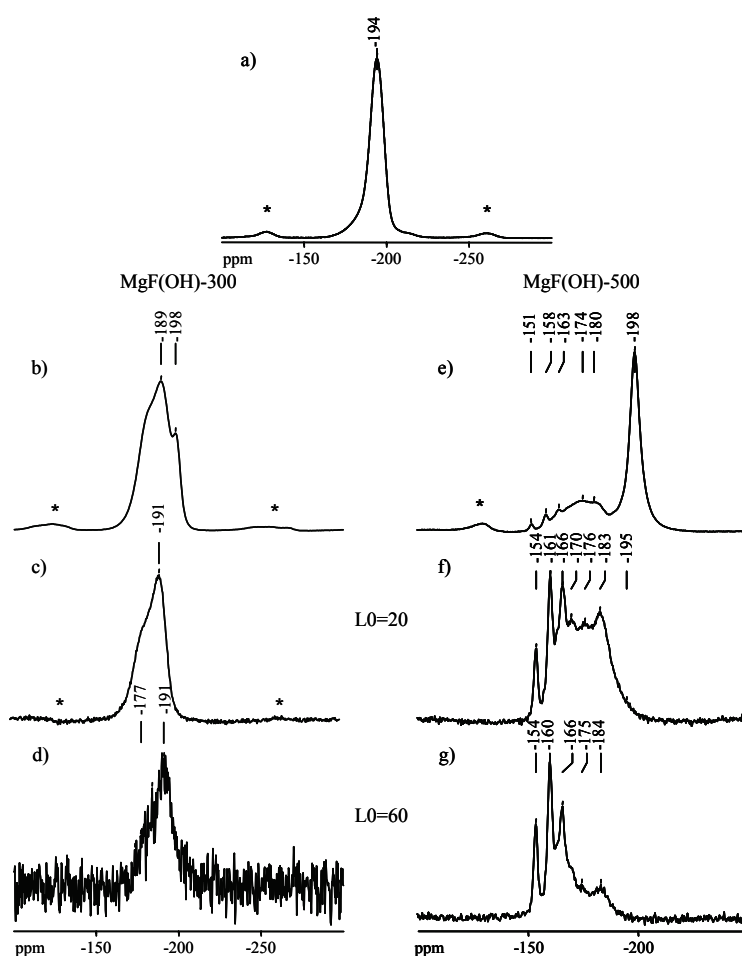 -194
a)
* *
ppm -150 -200 -250
MgF(OH)-300
MgF(OH)-500
-189 -198
b)
* *
-151 -158 -163 -174 -180 -198
e)
*
-191
c)
* *
-154 -161 -166 -170 -176 -183 -195
f)
L0=20
-177 -191
d)
-154 -160 -166 -175 -184
g)
L0=60
ppm -150 -200 -250
ppm -150 -200